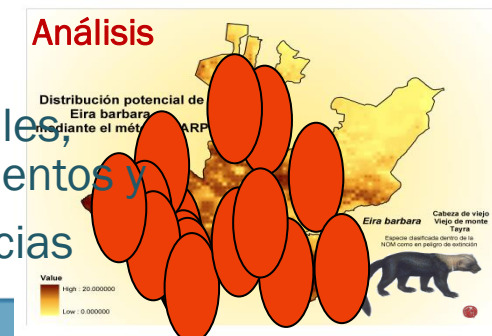 Análisis
Distribución potencial de
Eira barbara
mediante el ARP
les,
entos y
cias
Cabeza de viejo
Eira barbara Viejo de monte
Tayra
Especie clasificada dentro de la
NOM como en peligro de extinción
Value
High : 20.000000
Low : 0.000000